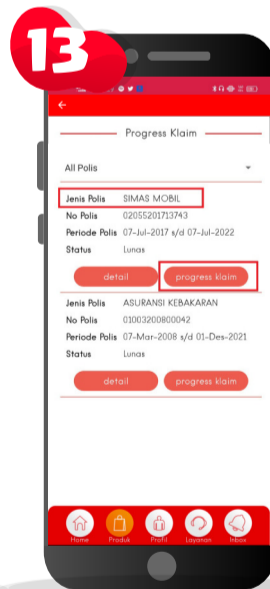 13
Progress Klaim
All Polis
Jenis Polis SIMAS MOBIL
No Polis 02055201713743
Periode Polis 07-Jul-2017 s/d 07-Jul-2022
Status Lunas
detail progress klaim
Jenis Polis ASURANSI KEBAKARAN
No Polis 01003200800042
Periode Polis 07-Mar-2008 s/d 01-Des-2021
Status Lunas
detail progress klaim
Home Produk Profil Layanan Inbox